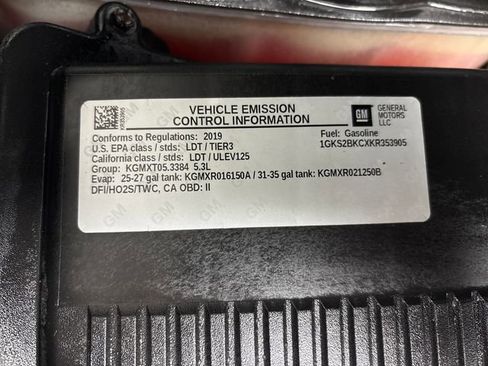 VEHICLE EMISSION
CONTROL INFORMATION
GM
GENERAL
MOTORS
LLC
Conforms to Regulations: 2019
Fuel: Gasoline
U.S. EPA class / stds: LDT / TIER3
1GKS2BKCXKR353905
California class / stds: LDT / ULEV125
Group: KGMXT05.3384 5.3L
Evap: 25-27 gal tank: KGMXR016150A / 31-35 gal tank: KGMXR021250B
DFI/HO2S/TWC, CA OBD: II